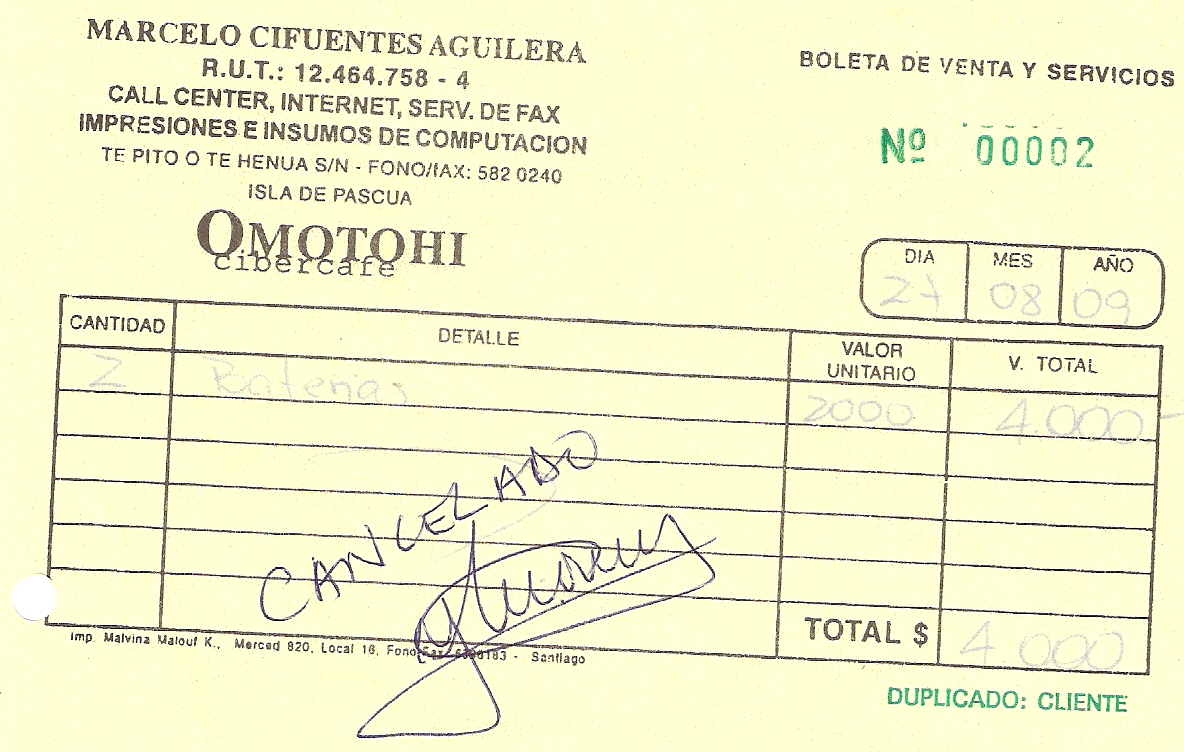 MARCELO CIFUENTES AGUILERA
R.U.T.: 12.464.758 - 4
CALL CENTER, INTERNET, SERV. DE FAX
IMPRESIONES E INSUMOS DE COMPUTACION
TE PITO O TE HENUA S/N - FONO/FAX: 582 0240
ISLA DE PASCUA
OMOTOHI
cibercafe
BOLETA DE VENTA Y SERVICIOS
Nº 00002
DIA MES AÑO
27 08 09
CANTIDAD DETALLE VALOR UNITARIO V. TOTAL
2 Baterias 2000 4.000-
CANCELADO
TOTAL $ 4.000
Imp. Malvina Malouf K., Merced 820, Local 16, Fono Fax: - Santiago
DUPLICADO: CLIENTE